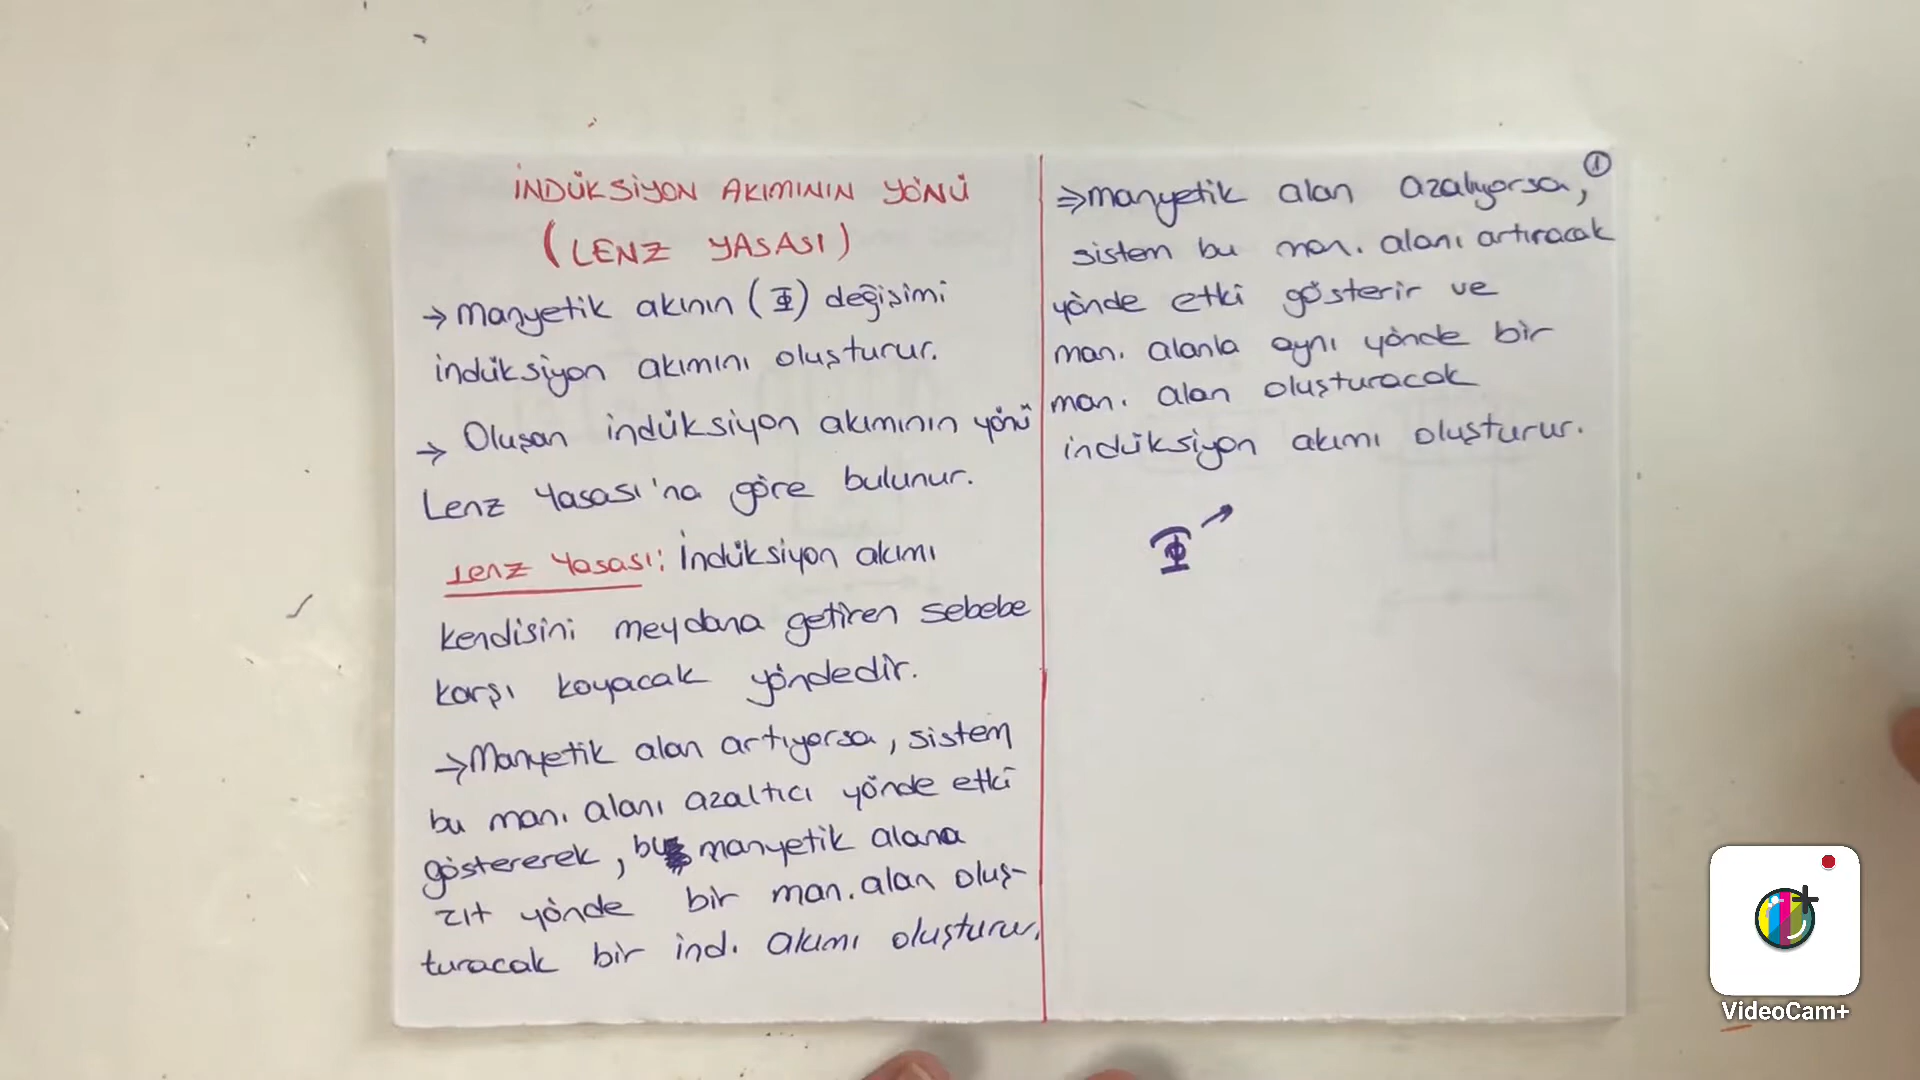 İNDÜKSİYON AKIMININ YÖNÜ
(LENZ YASASI)
→ Manyetik akının (Φ) değişimi
indüksiyon akımını oluşturur.
→ Oluşan indüksiyon akımının yönü
Lenz Yasası'na göre bulunur.
Lenz Yasası: İndüksiyon akımı
kendisini meydana getiren sebebe
karşı koyacak yöndedir.
→ Manyetik alan artıyorsa, sistem
bu man. alanı azaltıcı yönde etki
göstererek, bu manyetik alana
zıt yönde bir man. alan oluş-
turacak bir ind. akımı oluşturur.
①
⇒ manyetik alan azalıyorsa,
sistem bu man. alanı artıracak
yönde etki gösterir ve
man. alanla aynı yönde bir
man. alan oluşturacak
indüksiyon akımı oluşturur.
Φ ↗
VideoCam+